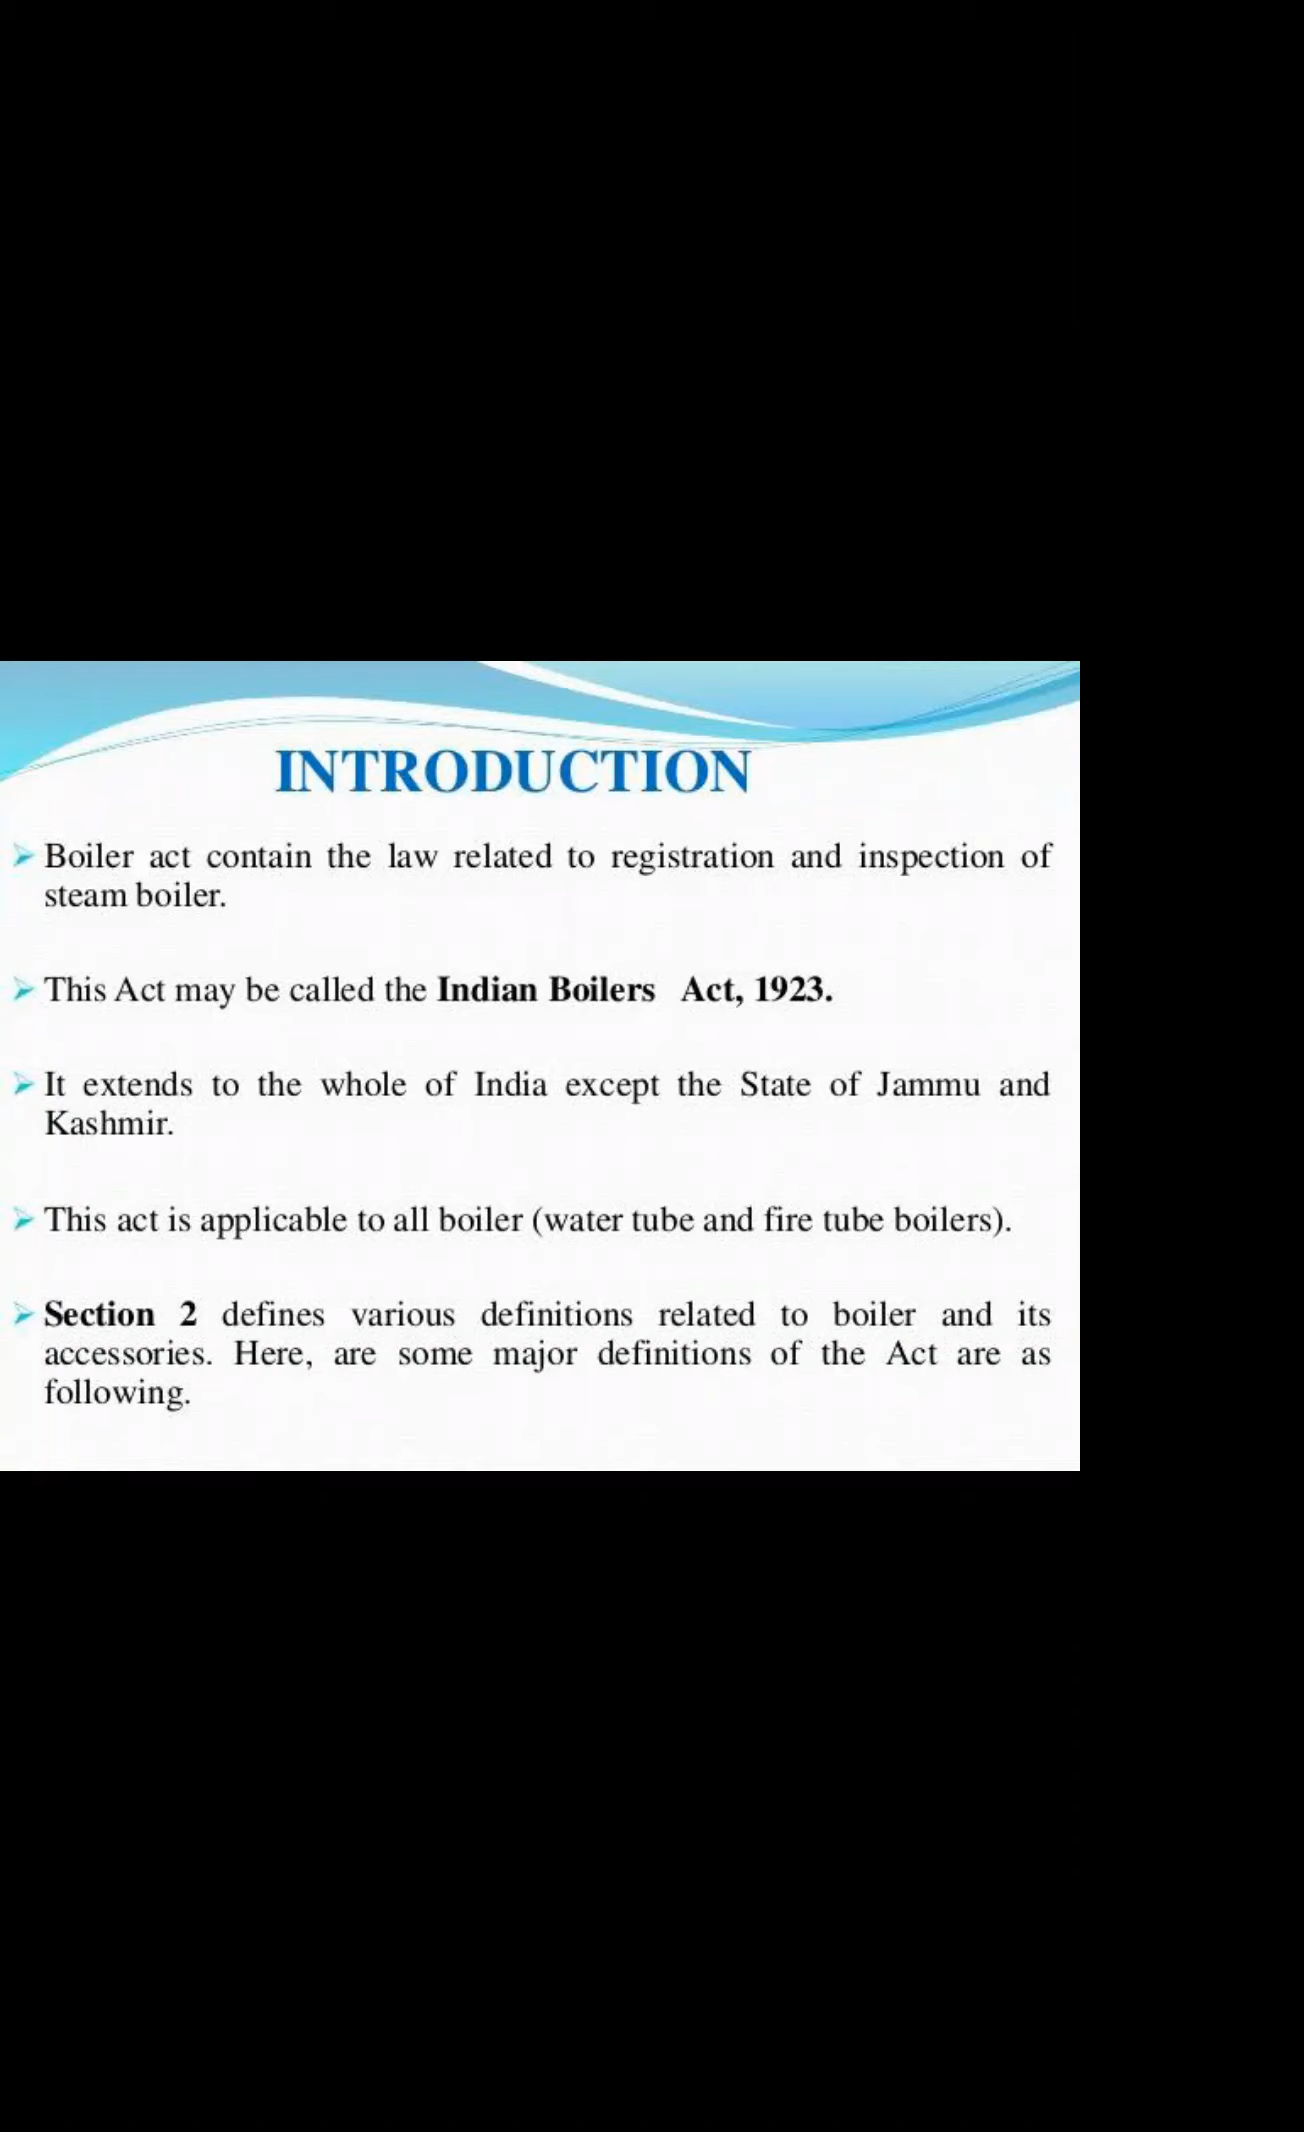 INTRODUCTION
Boiler act contain the law related to registration and inspection of
steam boiler.
This Act may be called the Indian Boilers Act, 1923.
It extends to the whole of India except the State of Jammu and
Kashmir.
This act is applicable to all boiler (water tube and fire tube boilers).
Section 2 defines various definitions related to boiler and its
accessories. Here, are some major definitions of the Act are as
following.